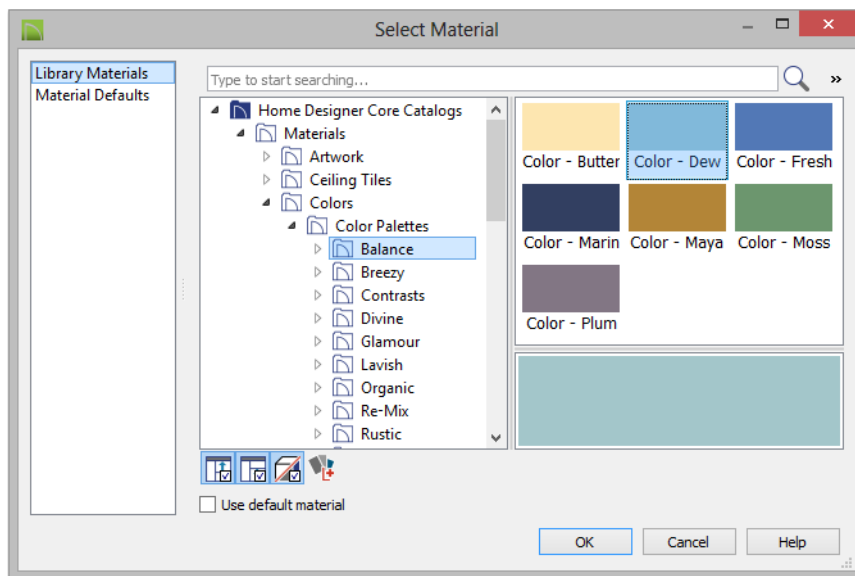 Select Material
Library Materials
Material Defaults
Type to start searching...
»
Home Designer Core Catalogs
Materials
Artwork
Ceiling Tiles
Colors
Color Palettes
Balance
Breezy
Contrasts
Divine
Glamour
Lavish
Organic
Re-Mix
Rustic
Color - Butter Color - Dew Color - Fresh
Color - Marin Color - Maya Color - Moss
Color - Plum
Use default material
OK Cancel Help